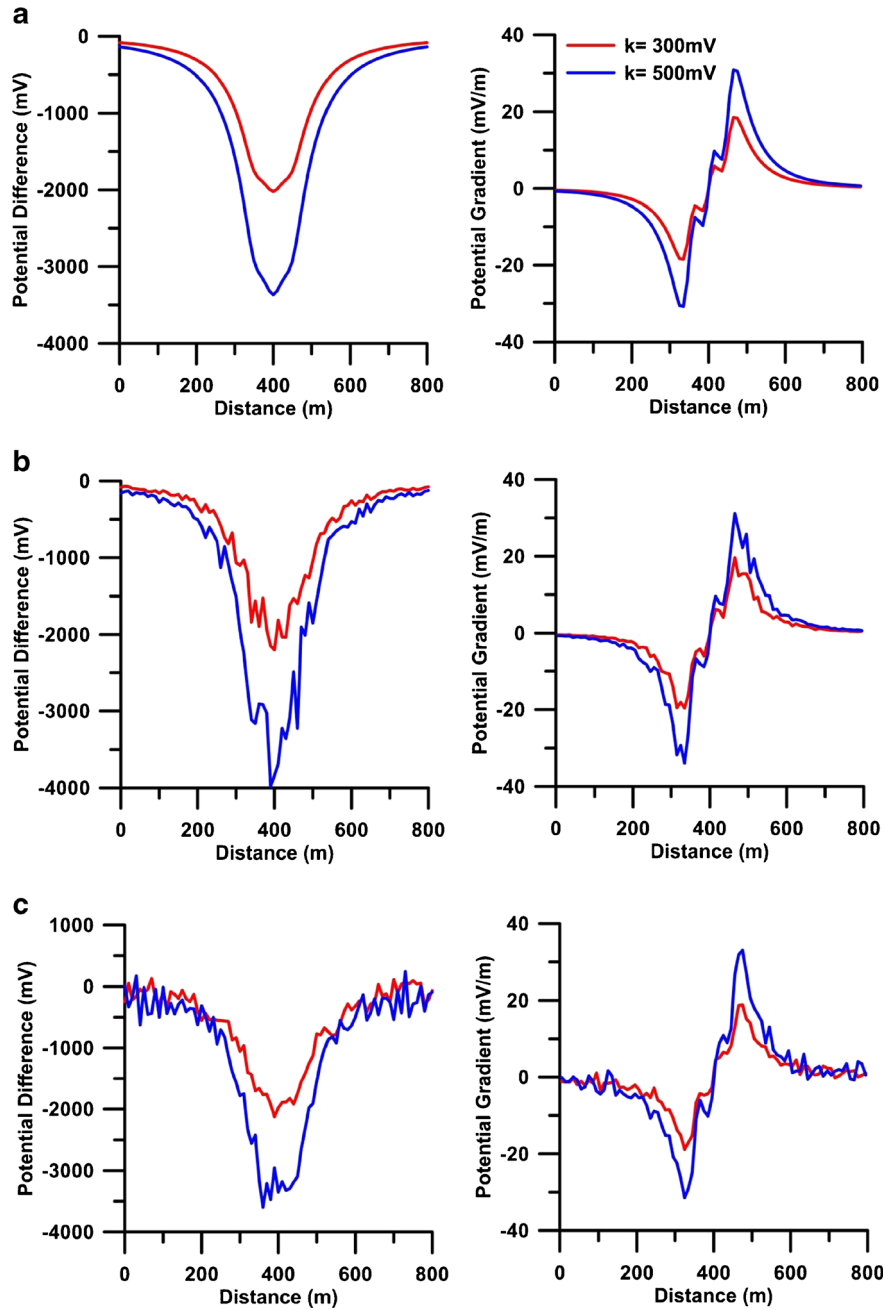 a
0
-1000
-2000
-3000
-4000
Potential Difference (mV)
0 200 400 600 800
Distance (m)
40
20
0
-20
-40
Potential Gradient (mV/m)
k= 300mV
k= 500mV
0 200 400 600 800
Distance (m)
b
0
-1000
-2000
-3000
-4000
Potential Difference (mV)
0 200 400 600 800
Distance (m)
40
20
0
-20
-40
Potential Gradient (mV/m)
0 200 400 600 800
Distance (m)
c
1000
0
-1000
-2000
-3000
-4000
Potential Difference (mV)
0 200 400 600 800
Distance (m)
40
20
0
-20
-40
Potential Gradient (mV/m)
0 200 400 600 800
Distance (m)